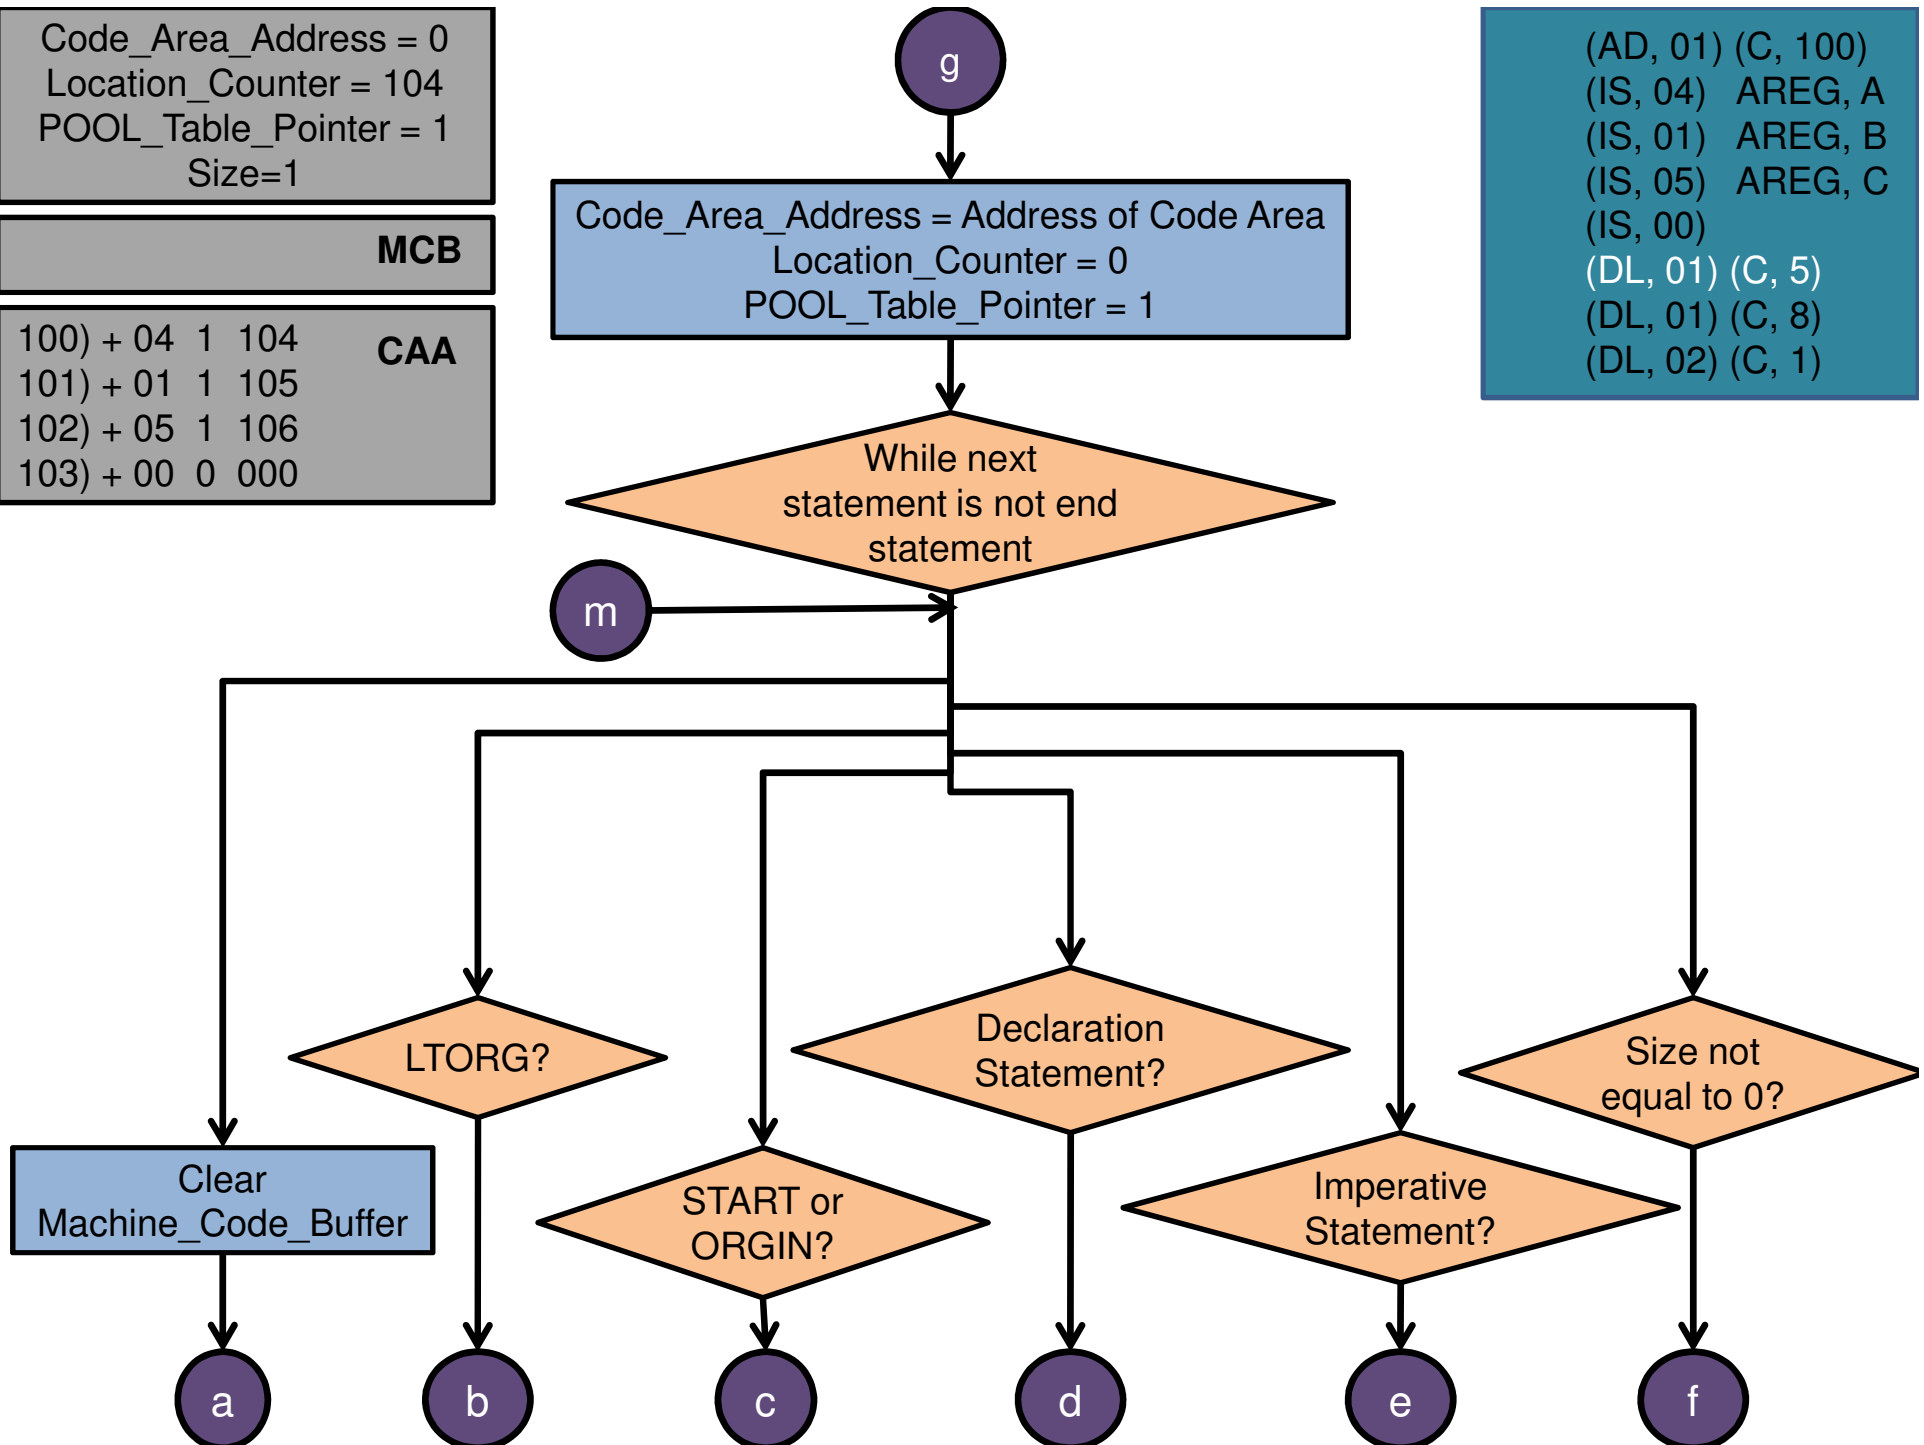 Code_Area_Address = 0
Location_Counter = 104
POOL_Table_Pointer = 1
Size=1
MCB
100) + 04 1 104
101) + 01 1 105
102) + 05 1 106
103) + 00 0 000
CAA
g
Code_Area_Address = Address of Code Area
Location_Counter = 0
POOL_Table_Pointer = 1
(AD, 01) (C, 100)
(IS, 04) AREG, A
(IS, 01) AREG, B
(IS, 05) AREG, C
(IS, 00)
(DL, 01) (C, 5)
(DL, 01) (C, 8)
(DL, 02) (C, 1)
While next
statement is not end
statement
m
Clear
Machine_Code_Buffer
LTORG?
START or
ORGIN?
Declaration
Statement?
Imperative
Statement?
Size not
equal to 0?
a
b
c
d
e
f